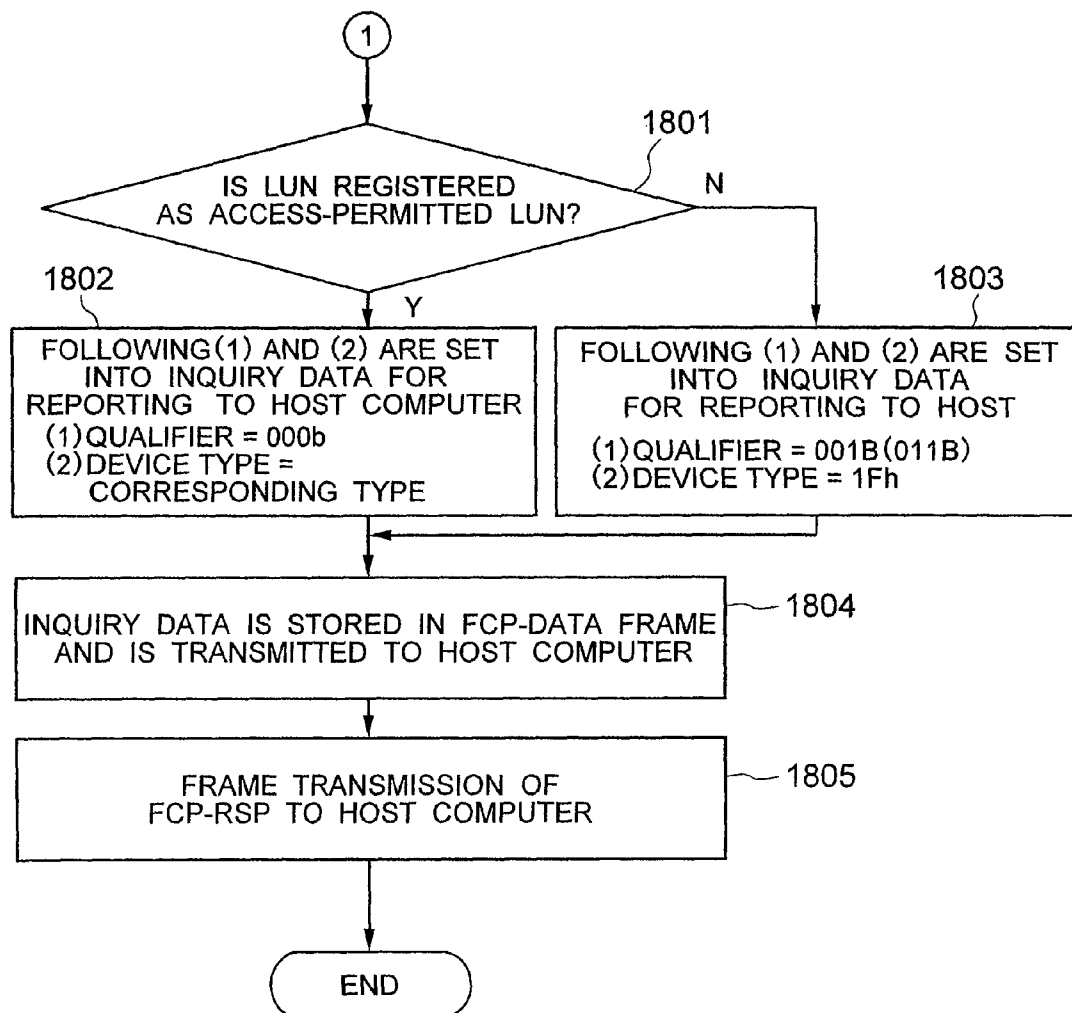 1
1801
IS LUN REGISTERED
AS ACCESS-PERMITTED LUN?
N
1802
Y
1803
FOLLOWING(1) AND (2) ARE SET
INTO INQUIRY DATA FOR
REPORTING TO HOST COMPUTER
(1)QUALIFIER = 000b
(2)DEVICE TYPE =
CORRESPONDING TYPE
FOLLOWING (1) AND (2) ARE SET
INTO INQUIRY DATA
FOR REPORTING TO HOST
(1)QUALIFIER = 001B(011B)
(2)DEVICE TYPE = 1Fh
INQUIRY DATA IS STORED IN FCP-DATA FRAME
AND IS TRANSMITTED TO HOST COMPUTER
1804
FRAME TRANSMISSION OF
FCP-RSP TO HOST COMPUTER
1805
END